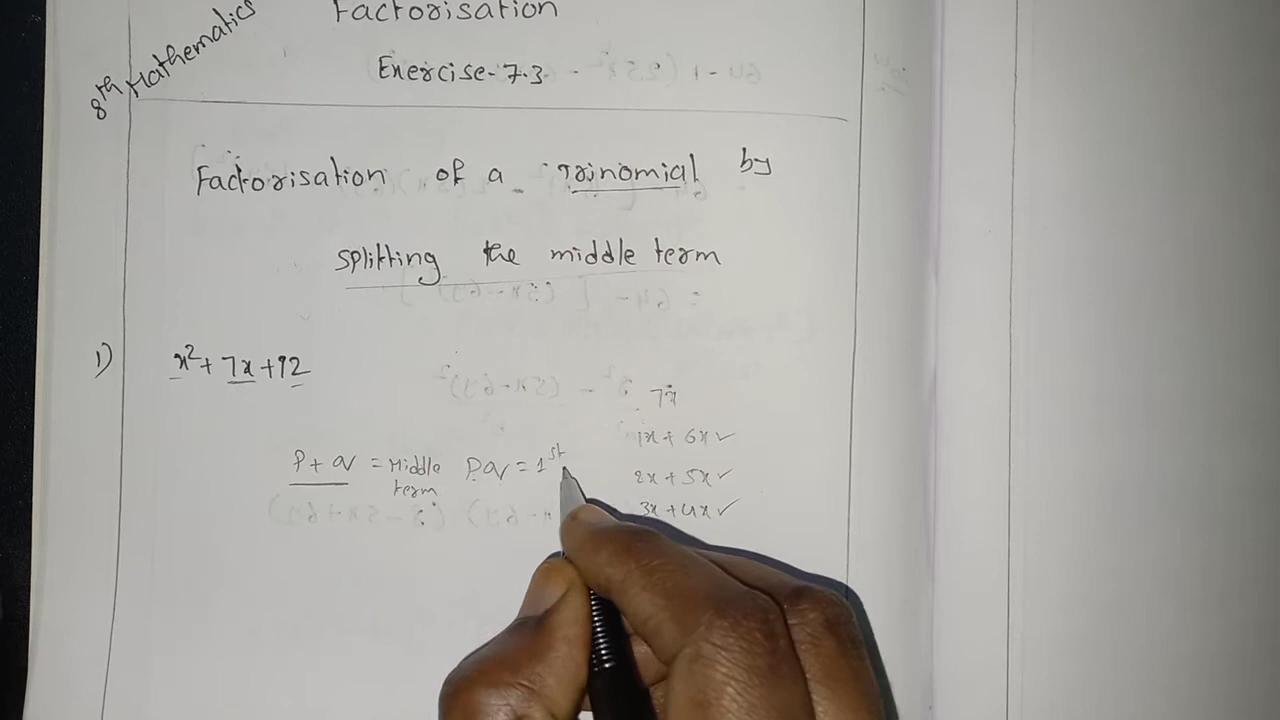 8th Mathematics
Factorisation
Exercise-7.3
Factorisation of a Trinomial by
splitting the middle term
1) x²+7x+12
7x
1x+6x✓
P+q = Middle term Pq = 1st
2x+5x✓
3x+4x✓